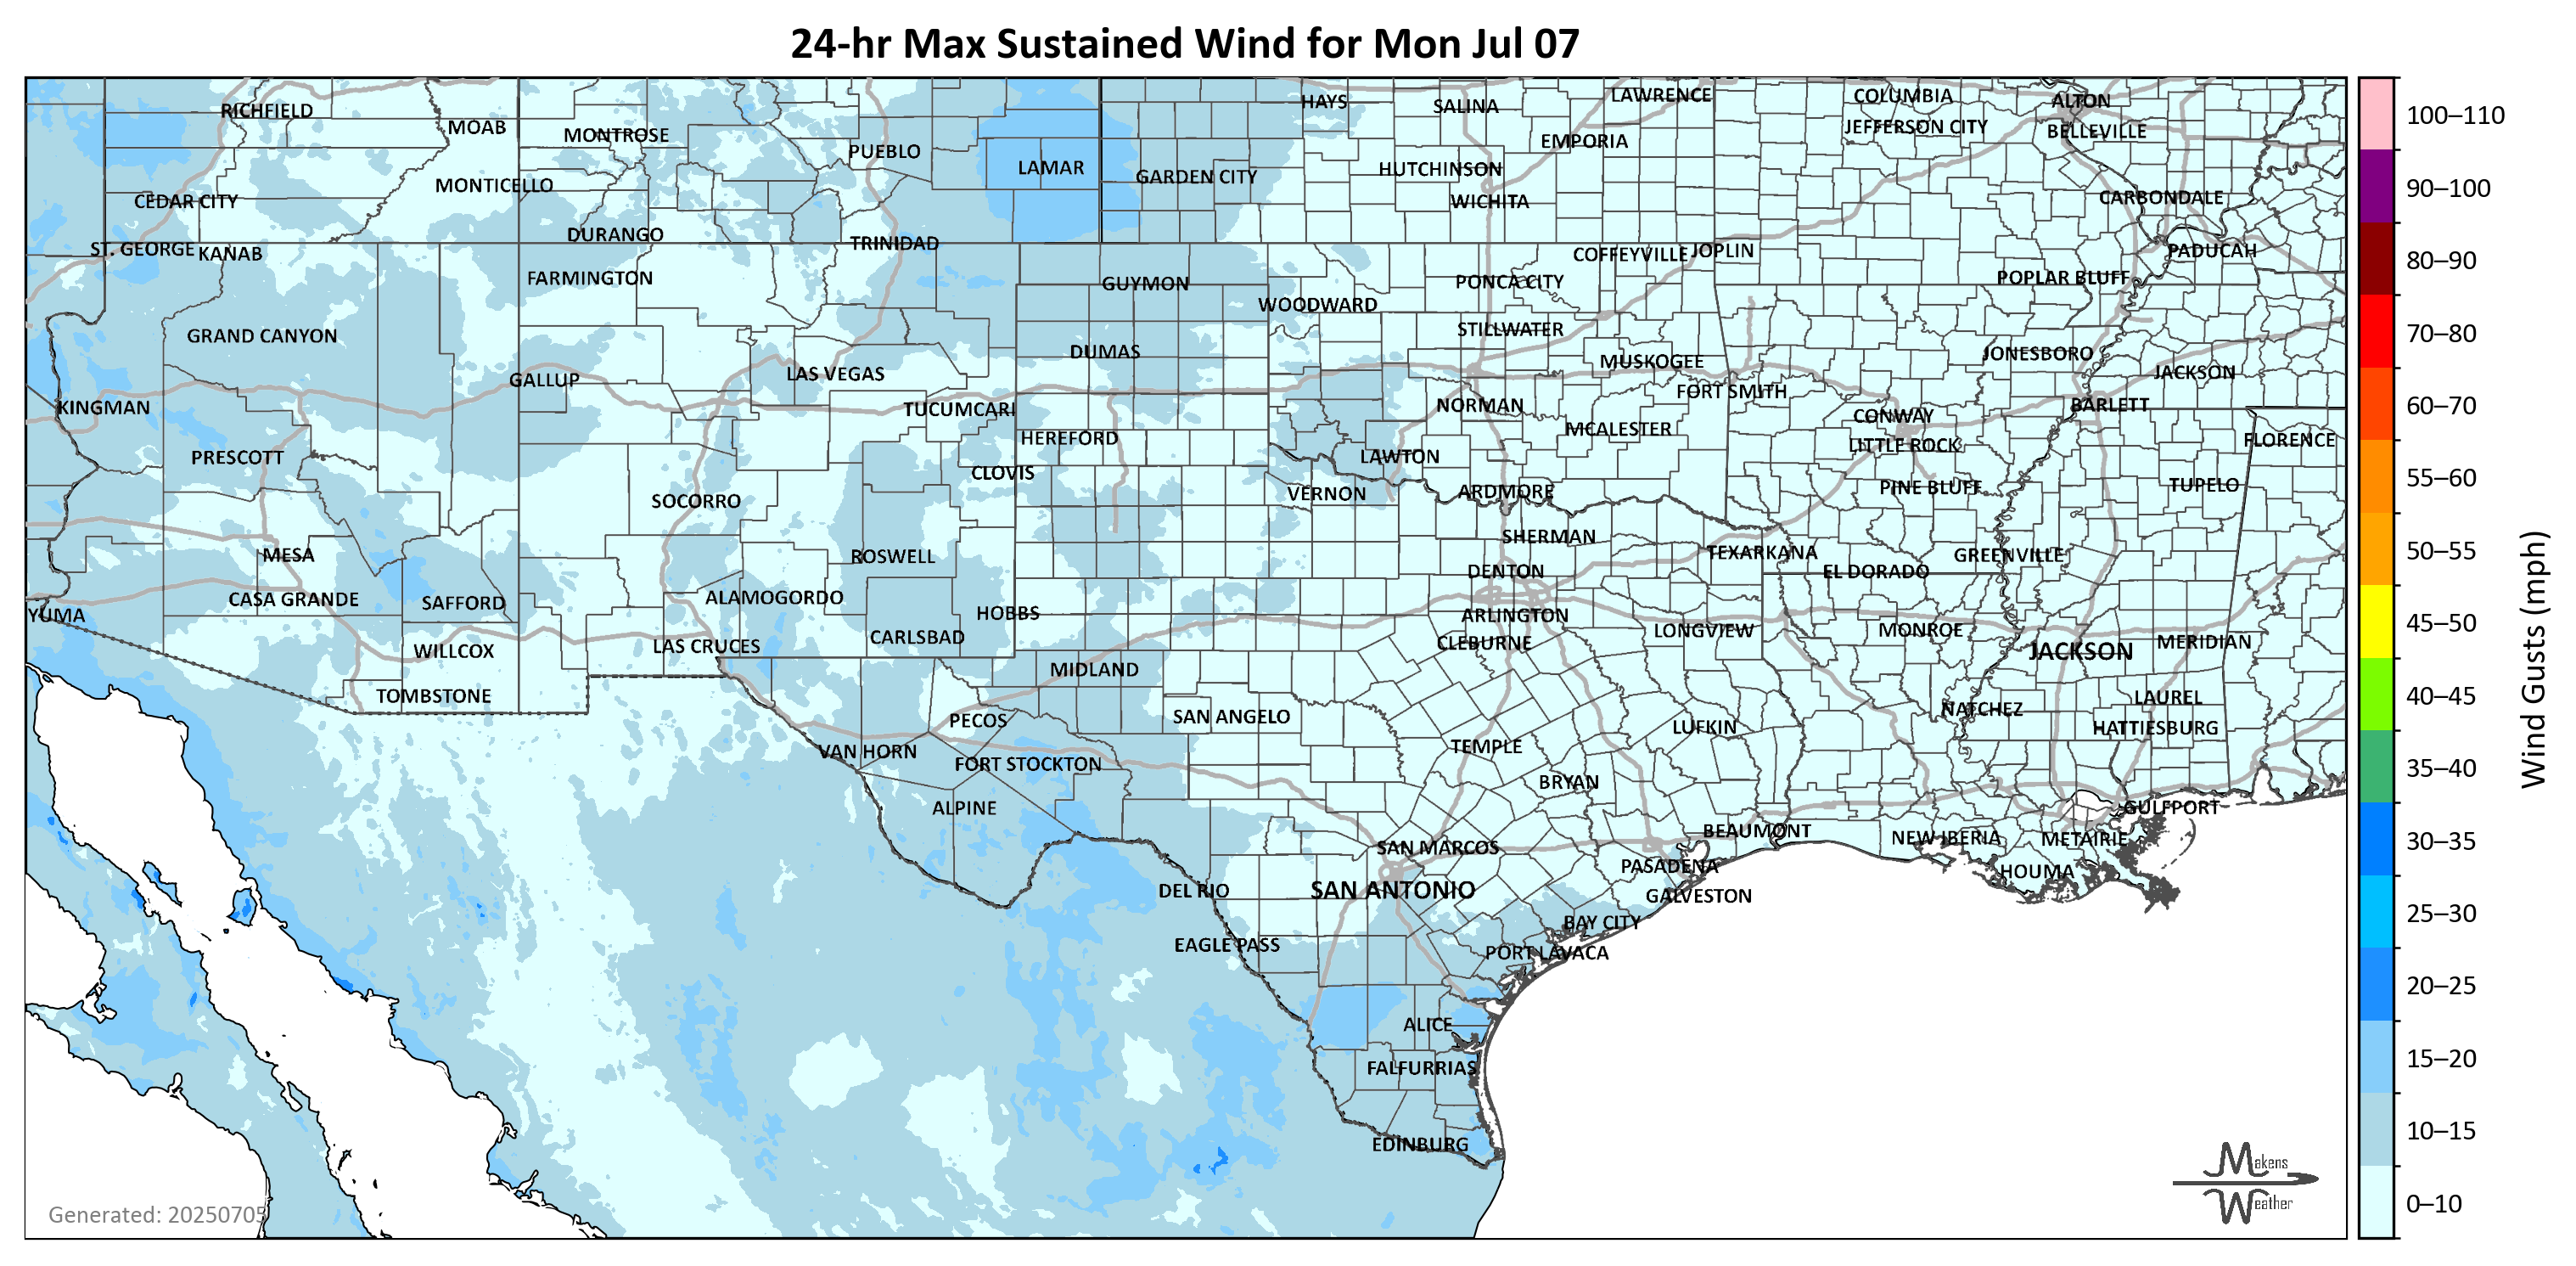 24-hr Max Sustained Wind for Mon Jul 07
RICHFIELD
MOAB
MONTROSE
PUEBLO
LAMAR
GARDEN CITY
HAYS
SALINA
LAWRENCE
EMPORIA
HUTCHINSON
WICHITA
COLUMBIA
JEFFERSON CITY
ALTON
BELLEVILLE
CARBONDALE
PADUCAH
MONTICELLO
CEDAR CITY
ST. GEORGE
KANAB
DURANGO
TRINIDAD
FARMINGTON
GUYMON
WOODWARD
PONCA CITY
COFFEYVILLE
JOPLIN
POPLAR BLUFF
GRAND CANYON
DUMAS
STILLWATER
MUSKOGEE
JONESBORO
JACKSON
GALLUP
LAS VEGAS
FORT SMITH
KINGMAN
TUCUMCARI
NORMAN
MCALESTER
CONWAY
BARLETT
HEREFORD
LITTLE ROCK
FLORENCE
PRESCOTT
CLOVIS
LAWTON
SOCORRO
VERNON
ARDMORE
PINE BLUFF
TUPELO
MESA
ROSWELL
SHERMAN
TEXARKANA
GREENVILLE
DENTON
EL DORADO
CASA GRANDE
SAFFORD
ALAMOGORDO
HOBBS
ARLINGTON
YUMA
CARLSBAD
CLEBURNE
LONGVIEW
MONROE
JACKSON
MERIDIAN
WILLCOX
LAS CRUCES
MIDLAND
TOMBSTONE
PECOS
SAN ANGELO
LUFKIN
NATCHEZ
LAUREL
HATTIESBURG
VAN HORN
FORT STOCKTON
TEMPLE
BRYAN
ALPINE
GULFPORT
SAN MARCOS
BEAUMONT
NEW IBERIA
METAIRIE
PASADENA
HOUMA
DEL RIO
SAN ANTONIO
GALVESTON
BAY CITY
EAGLE PASS
PORT LAVACA
ALICE
FALFURRIAS
EDINBURG
Generated: 20250705
Makens
Weather
100–110
90–100
80–90
70–80
60–70
55–60
50–55
45–50
40–45
35–40
30–35
25–30
20–25
15–20
10–15
0–10
Wind Gusts (mph)